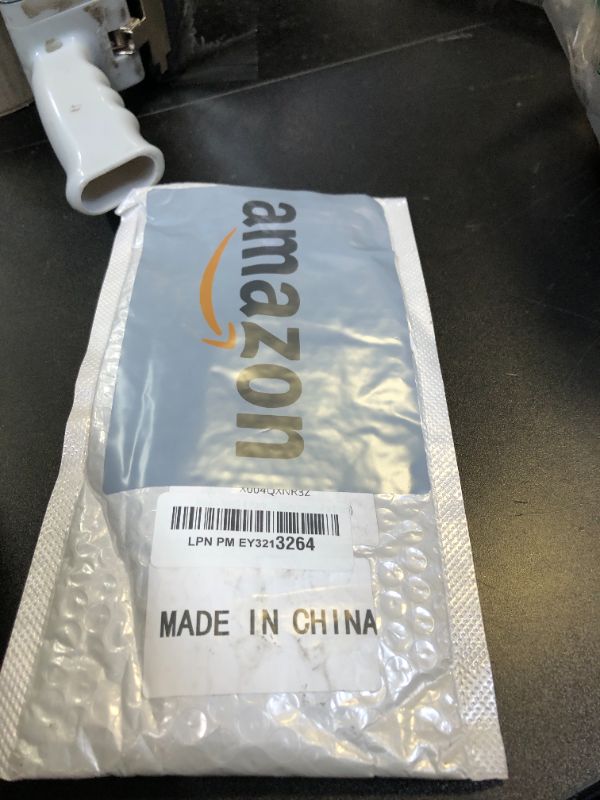 amazon
X004QXNR3Z
LPN PM EY3213264
MADE IN CHINA